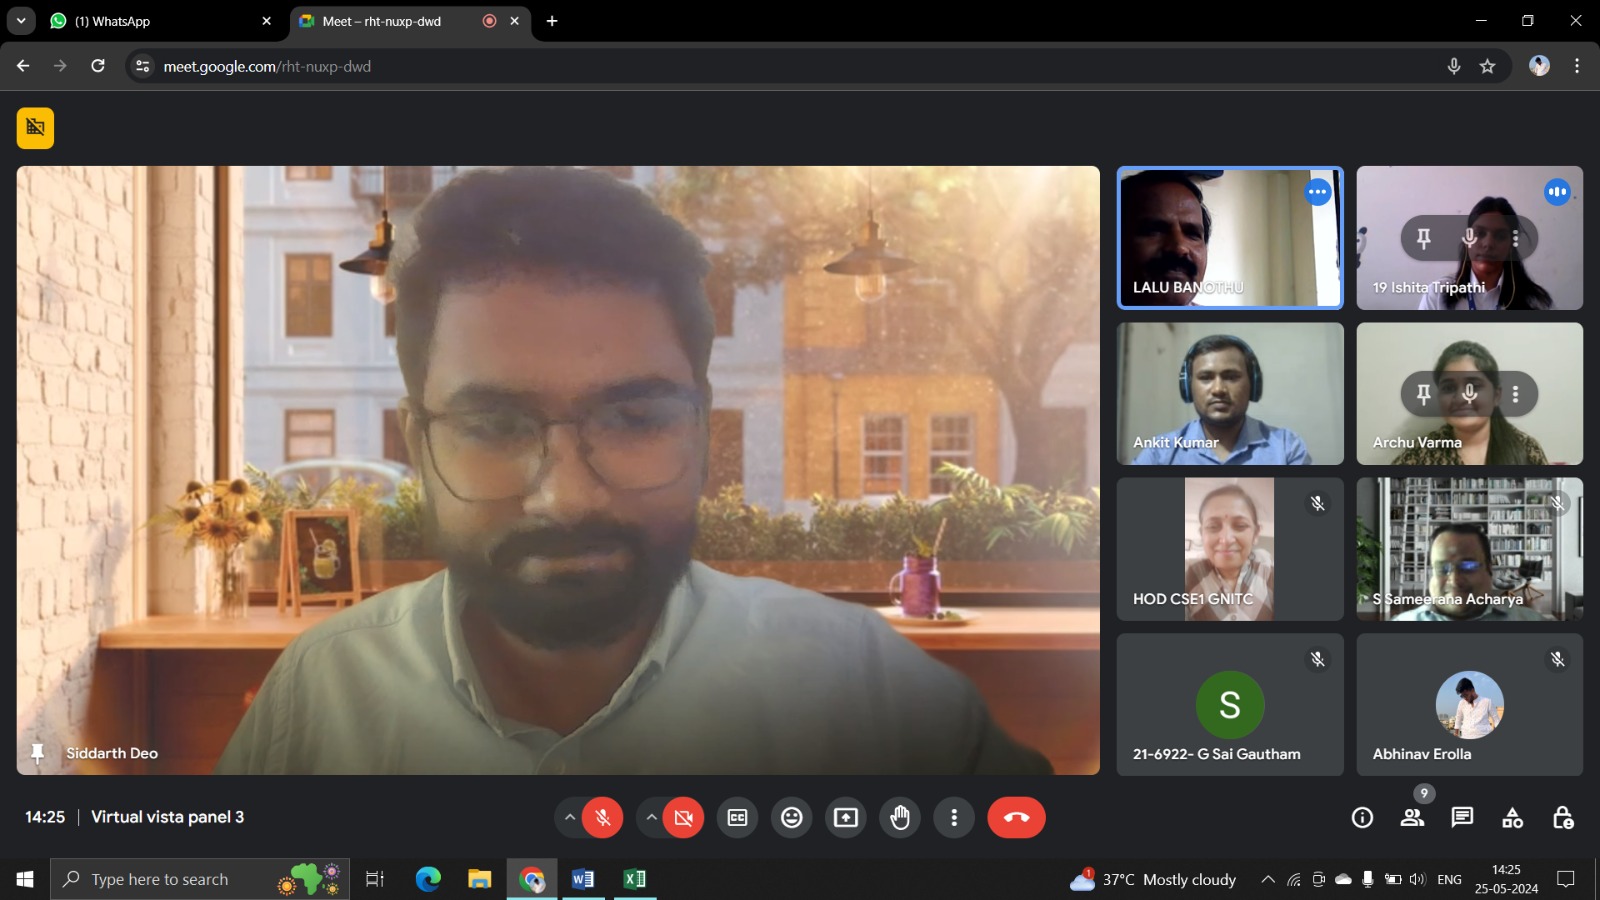 (1) WhatsApp
Meet – rht-nuxp-dwd
meet.google.com/rht-nuxp-dwd
LALU BANOTHU
19 Ishita Tripathi
Ankit Kumar
Archu Varma
HOD CSE1 GNITC
S Sameerana Acharya
S
21-6922- G Sai Gautham
Abhinav Erolla
Siddarth Deo
14:25
Virtual vista panel 3
CC
9
Type here to search
W
X
1
37°C Mostly cloudy
ENG
14:25
25-05-2024